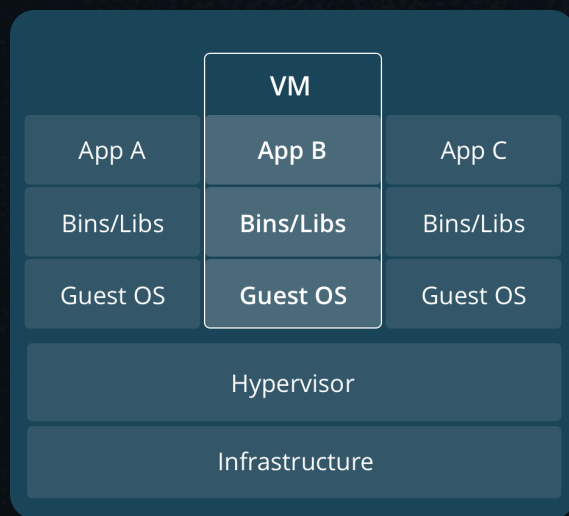 VM
App A
App B
App C
Bins/Libs
Bins/Libs
Bins/Libs
Guest OS
Guest OS
Guest OS
Hypervisor
Infrastructure